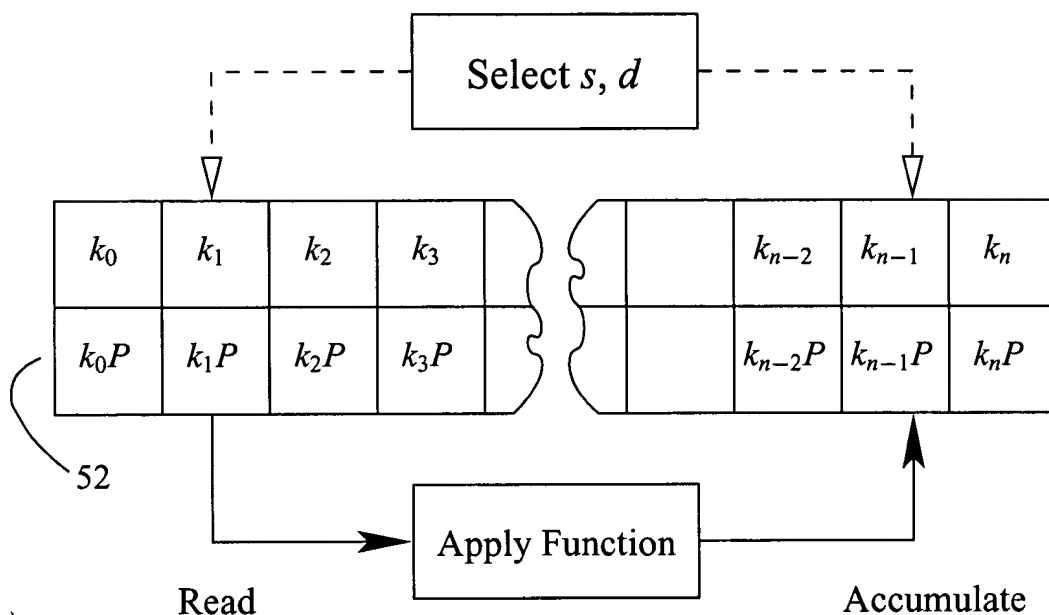 Select s, d
k₀ k₁ k₂ k₃ kₙ₋₂ kₙ₋₁ kₙ
k₀P k₁P k₂P k₃P kₙ₋₂P kₙ₋₁P kₙP
52
Apply Function
Read Accumulate